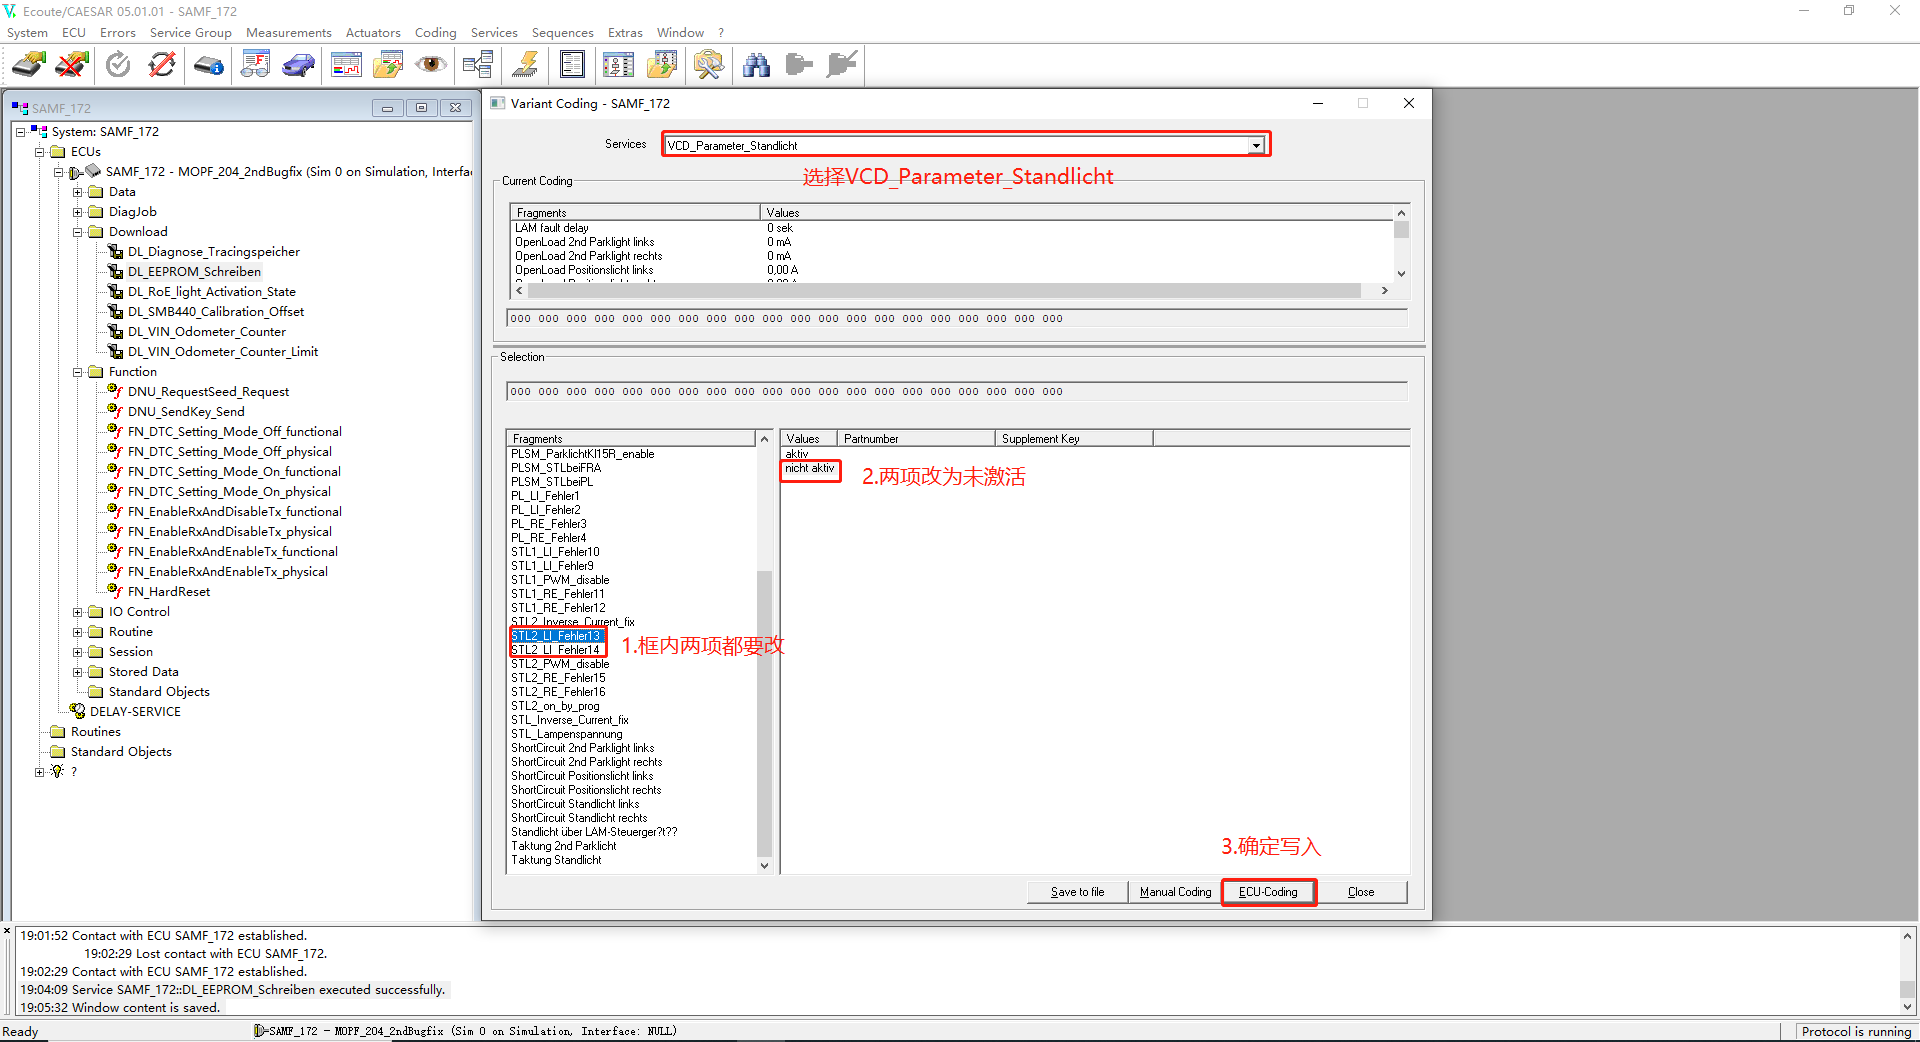 Ecoute/CAESAR 05.01.01 - SAMF_172
System ECU Errors Service Group Measurements Actuators Coding Services Sequences Extras Window ?
SAMF_172
System: SAMF_172
ECUs
SAMF_172 - MOPF_204_2ndBugfix (Sim 0 on Simulation, Interfa
Data
DiagJob
Download
DL_Diagnose_Tracingspeicher
DL_EEPROM_Schreiben
DL_RoE_light_Activation_State
DL_SMB440_Calibration_Offset
DL_VIN_Odometer_Counter
DL_VIN_Odometer_Counter_Limit
Function
DNU_RequestSeed_Request
DNU_SendKey_Send
FN_DTC_Setting_Mode_Off_functional
FN_DTC_Setting_Mode_Off_physical
FN_DTC_Setting_Mode_On_functional
FN_DTC_Setting_Mode_On_physical
FN_EnableRxAndDisableTx_functional
FN_EnableRxAndDisableTx_physical
FN_EnableRxAndEnableTx_functional
FN_EnableRxAndEnableTx_physical
FN_HardReset
IO Control
Routine
Session
Stored Data
Standard Objects
DELAY-SERVICE
Routines
Standard Objects
?
Variant Coding - SAMF_172
Services VCD_Parameter_Standlicht
选择VCD_Parameter_Standlicht
Current Coding
Fragments Values
LAM fault delay 0 sek
OpenLoad 2nd Parklight links 0 mA
OpenLoad 2nd Parklight rechts 0 mA
OpenLoad Positionslicht links 0,00 A
000 000 000 000 000 000 000 000 000 000 000 000 000 000 000 000 000 000 000 000
Selection
000 000 000 000 000 000 000 000 000 000 000 000 000 000 000 000 000 000 000 000
Fragments
PLSM_ParklichtKl15R_enable
PLSM_STLbeiFRA
PLSM_STLbeiPL
PL_LI_Fehler1
PL_LI_Fehler2
PL_RE_Fehler3
PL_RE_Fehler4
STL1_LI_Fehler10
STL1_LI_Fehler9
STL1_PWM_disable
STL1_RE_Fehler11
STL1_RE_Fehler12
STL2_Inverse_Current_fix
STL2_LI_Fehler13
STL2_LI_Fehler14
STL2_PWM_disable
STL2_RE_Fehler15
STL2_RE_Fehler16
STL2_on_by_prog
STL_Inverse_Current_fix
STL_Lampenspannung
ShortCircuit 2nd Parklight links
ShortCircuit 2nd Parklight rechts
ShortCircuit Positionslicht links
ShortCircuit Positionslicht rechts
ShortCircuit Standlicht links
ShortCircuit Standlicht rechts
Standlicht über LAM-Steuerger?t??
Taktung 2nd Parklicht
Taktung Standlicht
1.框内两项都要改
Values Partnumber Supplement Key
aktiv
nicht aktiv
2.两项改为未激活
3.确定写入
Save to file Manual Coding ECU-Coding Close
19:01:52 Contact with ECU SAMF_172 established.
19:02:29 Lost contact with ECU SAMF_172.
19:02:29 Contact with ECU SAMF_172 established.
19:04:09 Service SAMF_172::DL_EEPROM_Schreiben executed successfully.
19:05:32 Window content is saved.
Ready SAMF_172 - MOPF_204_2ndBugfix (Sim 0 on Simulation, Interface: NULL) Protocol is running